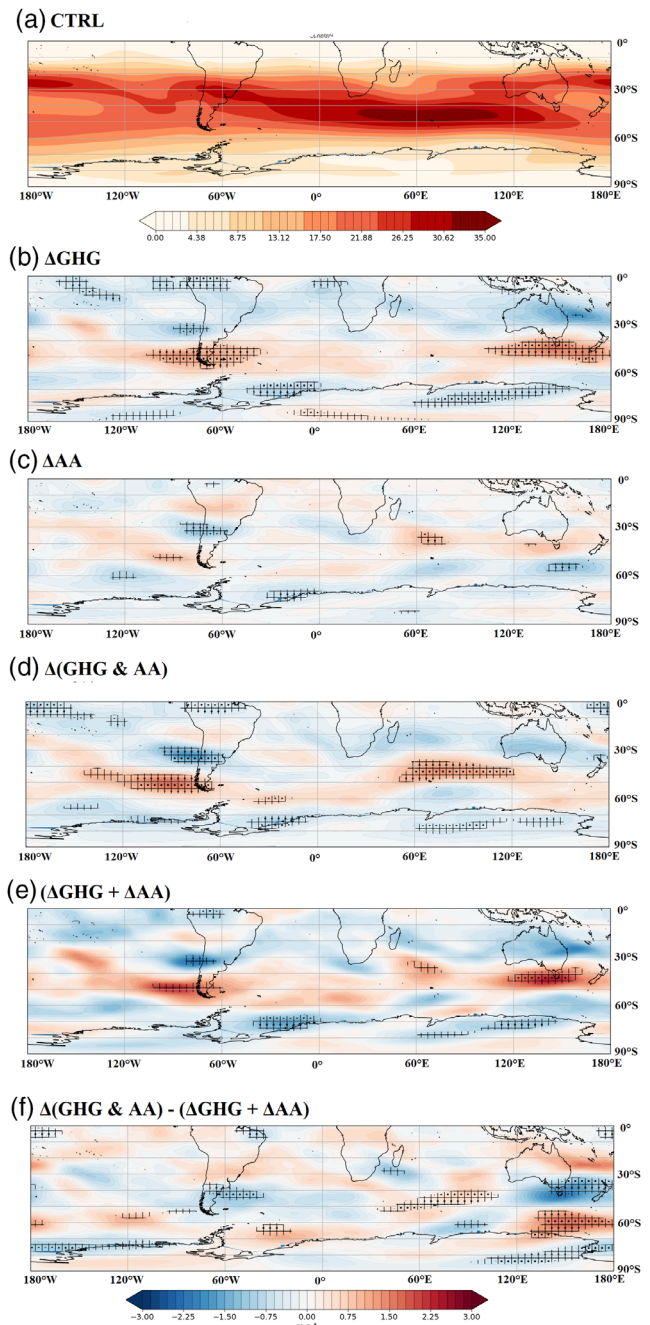 (a) CTRL
0°
30°S
60°S
90°S
180°W 120°W 60°W 0° 60°E 120°E 180°E
0.00 4.38 8.75 13.12 17.50 21.88 26.25 30.62 35.00
(b) ΔGHG
0°
30°S
60°S
90°S
180°W 120°W 60°W 0° 60°E 120°E 180°E
(c) ΔAA
0°
30°S
60°S
90°S
180°W 120°W 60°W 0° 60°E 120°E 180°E
(d) Δ(GHG & AA)
0°
30°S
60°S
90°S
180°W 120°W 60°W 0° 60°E 120°E 180°E
(e) (ΔGHG + ΔAA)
0°
30°S
60°S
90°S
180°W 120°W 60°W 0° 60°E 120°E 180°E
(f) Δ(GHG & AA) - (ΔGHG + ΔAA)
0°
30°S
60°S
90°S
180°W 120°W 60°W 0° 60°E 120°E 180°E
−3.00 −2.25 −1.50 −0.75 0.00 0.75 1.50 2.25 3.00